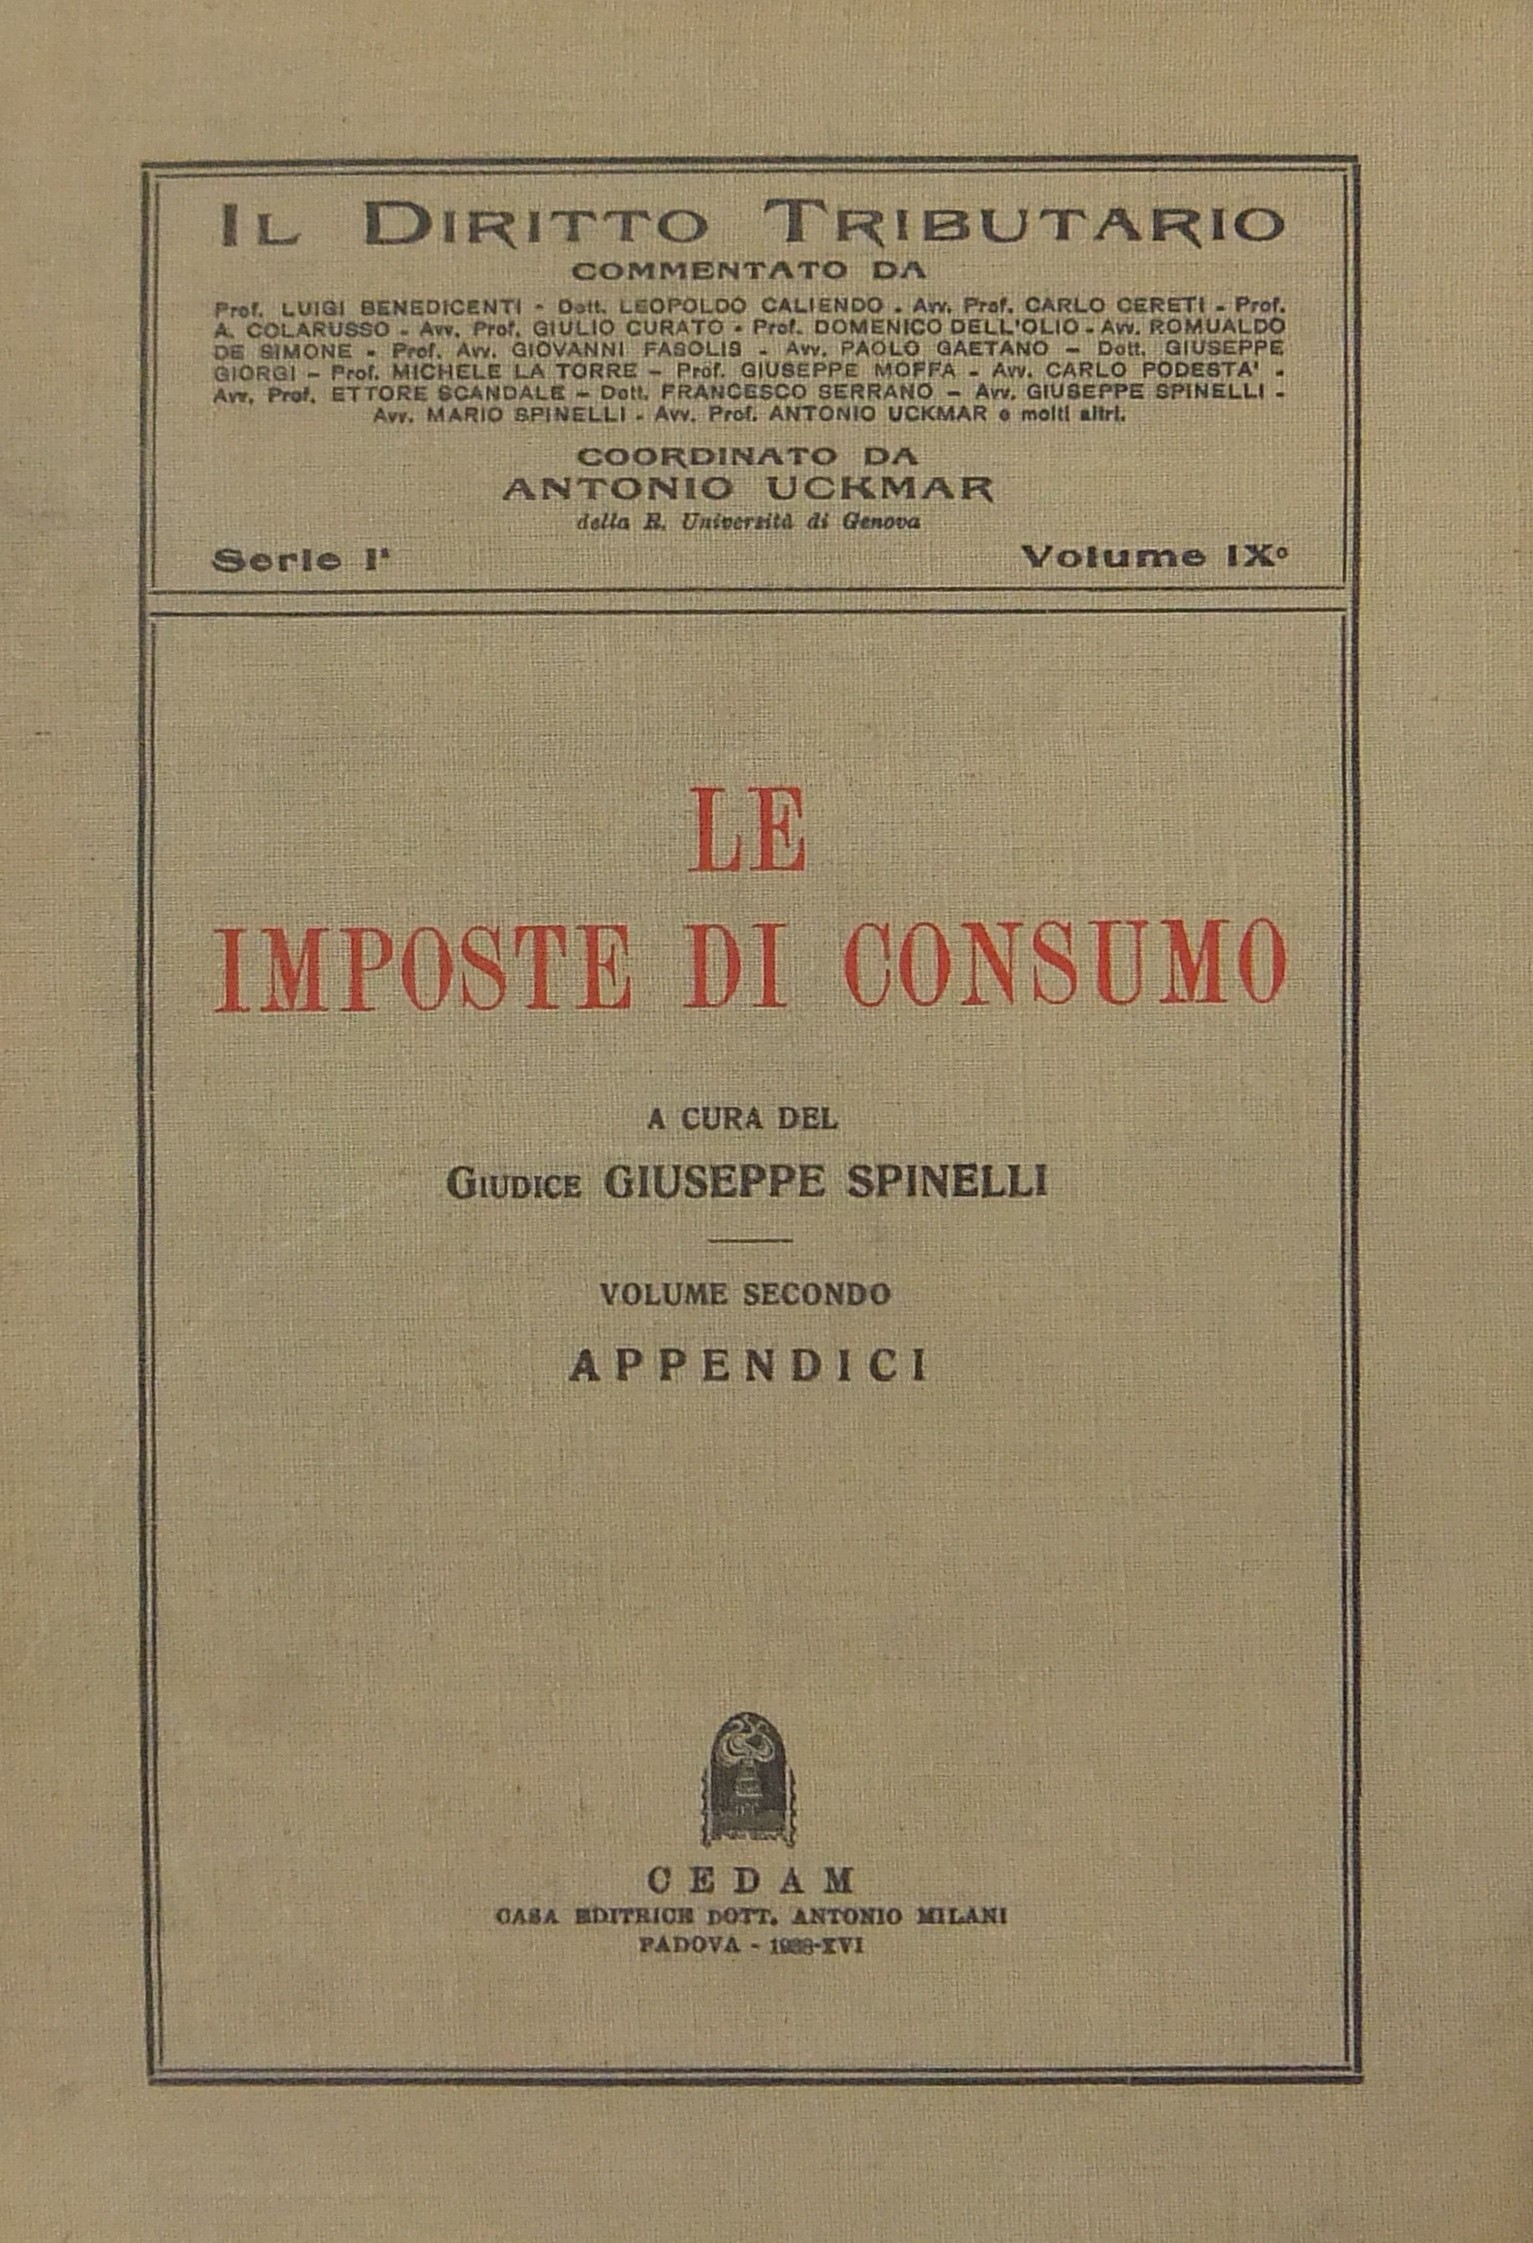 IL DIRITTO TRIBUTARIO
COMMENTATO DA
Prof. LUIGI BENEDICENTI - Dott. LEOPOLDO CALIENDO - Avv. Prof. CARLO CERETI - Prof.
A. COLARUSSO - Avv. Prof. GIULIO CURATO - Prof. DOMENICO DELL'OLIO - Avv. ROMUALDO
DE SIMONE - Prof. Avv. GIOVANNI FASOLIS - Avv. PAOLO GAETANO - Dott. GIUSEPPE
GIORGI - Prof. MICHELE LA TORRE - Prof. GIUSEPPE MOFFA - Avv. CARLO PODESTA' -
Avv. Prof. ETTORE SCANDALE - Dott. FRANCESCO SERRANO - Avv. GIUSEPPE SPINELLI -
Avv. MARIO SPINELLI - Avv. Prof. ANTONIO UCKMAR e molti altri.
COORDINATO DA
ANTONIO UCKMAR
della R. Università di Genova
Serie Iª
Volume IXº
LE
IMPOSTE DI CONSUMO
A CURA DEL
GIUDICE GIUSEPPE SPINELLI
VOLUME SECONDO
APPENDICI
CEDAM
CASA EDITRICE DOTT. ANTONIO MILANI
PADOVA - 1938-XVI